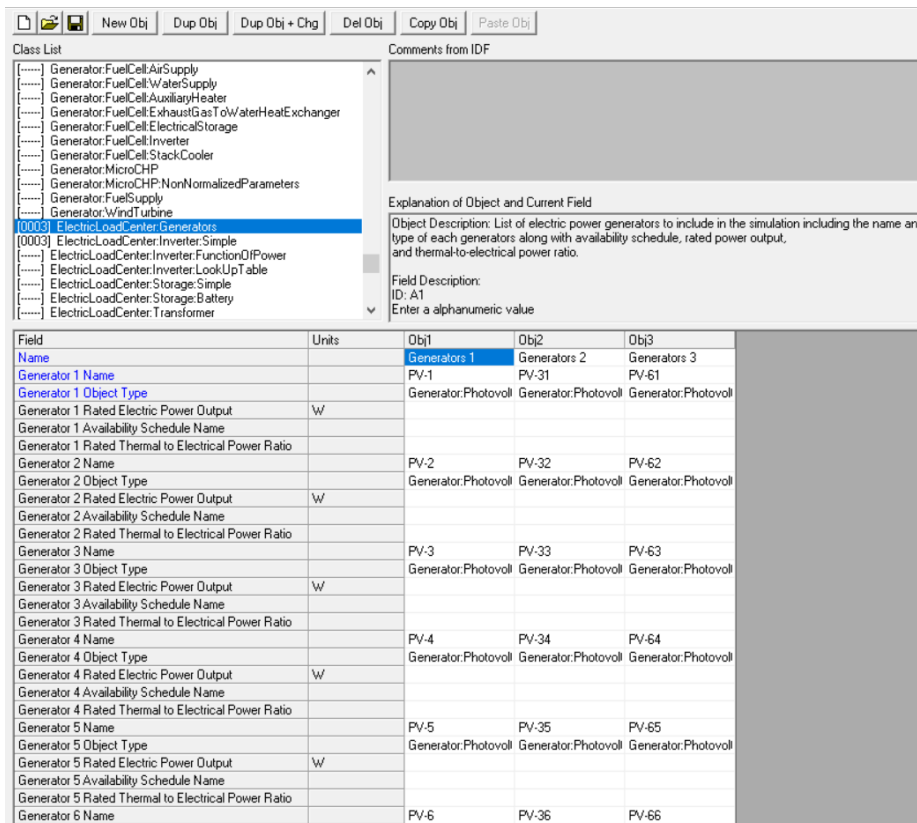 New Obj Dup Obj Dup Obj + Chg Del Obj Copy Obj Paste Obj
Class List
[------] Generator:FuelCell:AirSupply
[------] Generator:FuelCell:WaterSupply
[------] Generator:FuelCell:AuxiliaryHeater
[------] Generator:FuelCell:ExhaustGasToWaterHeatExchanger
[------] Generator:FuelCell:ElectricalStorage
[------] Generator:FuelCell:Inverter
[------] Generator:FuelCell:StackCooler
[------] Generator:MicroCHP
[------] Generator:MicroCHP:NonNormalizedParameters
[------] Generator:FuelSupply
[------] Generator:WindTurbine
[0003] ElectricLoadCenter:Generators
[0003] ElectricLoadCenter:Inverter:Simple
[------] ElectricLoadCenter:Inverter:FunctionOfPower
[------] ElectricLoadCenter:Inverter:LookUpTable
[------] ElectricLoadCenter:Storage:Simple
[------] ElectricLoadCenter:Storage:Battery
[------] ElectricLoadCenter:Transformer
Comments from IDF
Explanation of Object and Current Field
Object Description: List of electric power generators to include in the simulation including the name an
type of each generators along with availability schedule, rated power output,
and thermal-to-electrical power ratio.
Field Description:
ID: A1
Enter a alphanumeric value
Field Units Obj1 Obj2 Obj3
Name Generators 1 Generators 2 Generators 3
Generator 1 Name PV-1 PV-31 PV-61
Generator 1 Object Type Generator:Photovolt Generator:Photovolt Generator:Photovolt
Generator 1 Rated Electric Power Output W
Generator 1 Availability Schedule Name
Generator 1 Rated Thermal to Electrical Power Ratio
Generator 2 Name PV-2 PV-32 PV-62
Generator 2 Object Type Generator:Photovolt Generator:Photovolt Generator:Photovolt
Generator 2 Rated Electric Power Output W
Generator 2 Availability Schedule Name
Generator 2 Rated Thermal to Electrical Power Ratio
Generator 3 Name PV-3 PV-33 PV-63
Generator 3 Object Type Generator:Photovolt Generator:Photovolt Generator:Photovolt
Generator 3 Rated Electric Power Output W
Generator 3 Availability Schedule Name
Generator 3 Rated Thermal to Electrical Power Ratio
Generator 4 Name PV-4 PV-34 PV-64
Generator 4 Object Type Generator:Photovolt Generator:Photovolt Generator:Photovolt
Generator 4 Rated Electric Power Output W
Generator 4 Availability Schedule Name
Generator 4 Rated Thermal to Electrical Power Ratio
Generator 5 Name PV-5 PV-35 PV-65
Generator 5 Object Type Generator:Photovolt Generator:Photovolt Generator:Photovolt
Generator 5 Rated Electric Power Output W
Generator 5 Availability Schedule Name
Generator 5 Rated Thermal to Electrical Power Ratio
Generator 6 Name PV-6 PV-36 PV-66